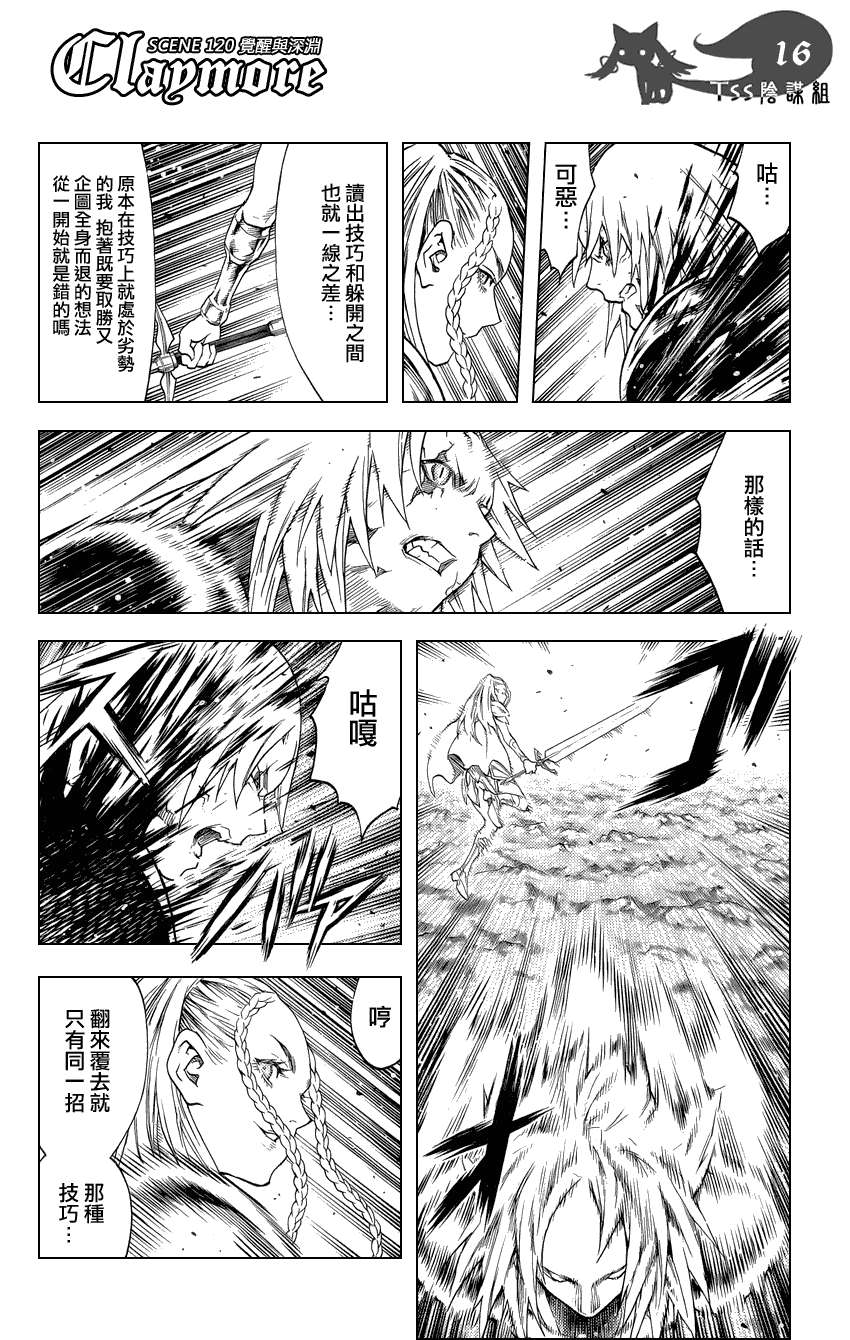 SCENE 120 覺醒與深淵
Claymore
16
Tss陰謀組
咕…
可惡…
讀出技巧和躲開之間
也就一線之差…
原本在技巧上就處於劣勢
的我 抱著既要取勝又
企圖全身而退的想法
從一開始就是錯的嗎
那樣的話…
咕嘎
哼
翻來覆去就
只有同一招
那種
技巧…